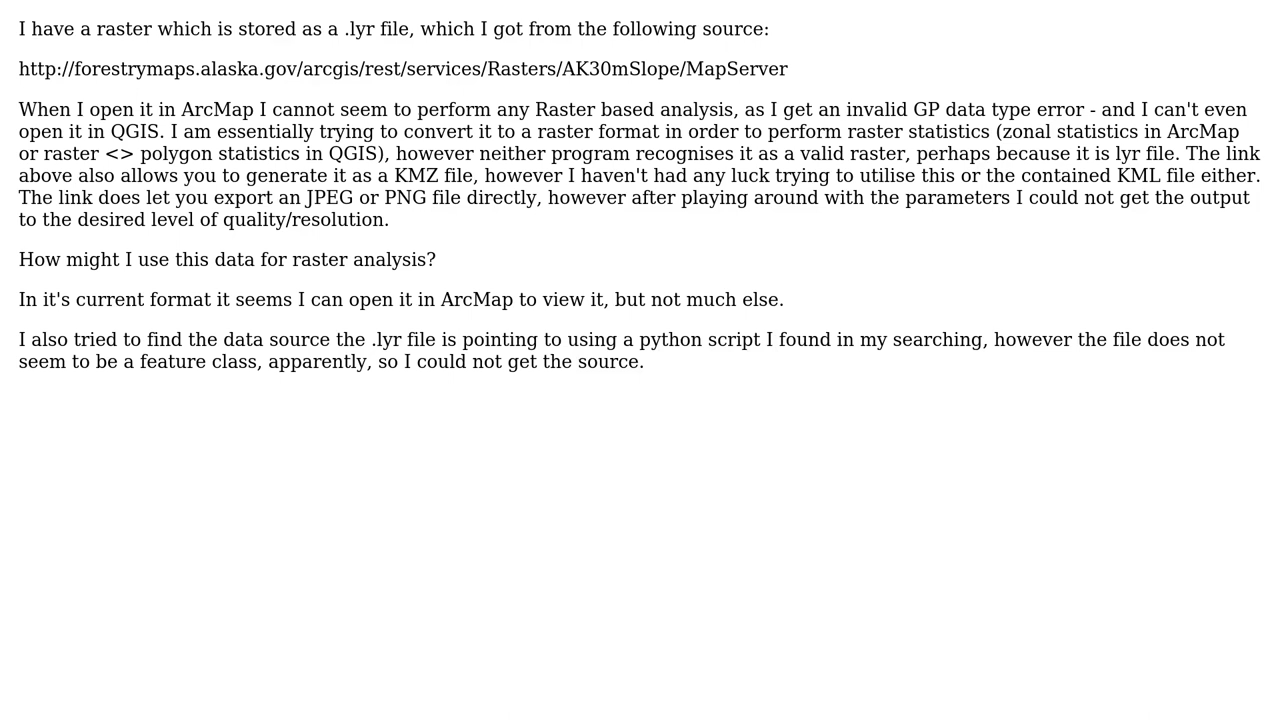 I have a raster which is stored as a .lyr file, which I got from the following source:
http://forestrymaps.alaska.gov/arcgis/rest/services/Rasters/AK30mSlope/MapServer
When I open it in ArcMap I cannot seem to perform any Raster based analysis, as I get an invalid GP data type error - and I can't even
open it in QGIS. I am essentially trying to convert it to a raster format in order to perform raster statistics (zonal statistics in ArcMap
or raster <> polygon statistics in QGIS), however neither program recognises it as a valid raster, perhaps because it is lyr file. The link
above also allows you to generate it as a KMZ file, however I haven't had any luck trying to utilise this or the contained KML file either.
The link does let you export an JPEG or PNG file directly, however after playing around with the parameters I could not get the output
to the desired level of quality/resolution.
How might I use this data for raster analysis?
In it's current format it seems I can open it in ArcMap to view it, but not much else.
I also tried to find the data source the .lyr file is pointing to using a python script I found in my searching, however the file does not
seem to be a feature class, apparently, so I could not get the source.